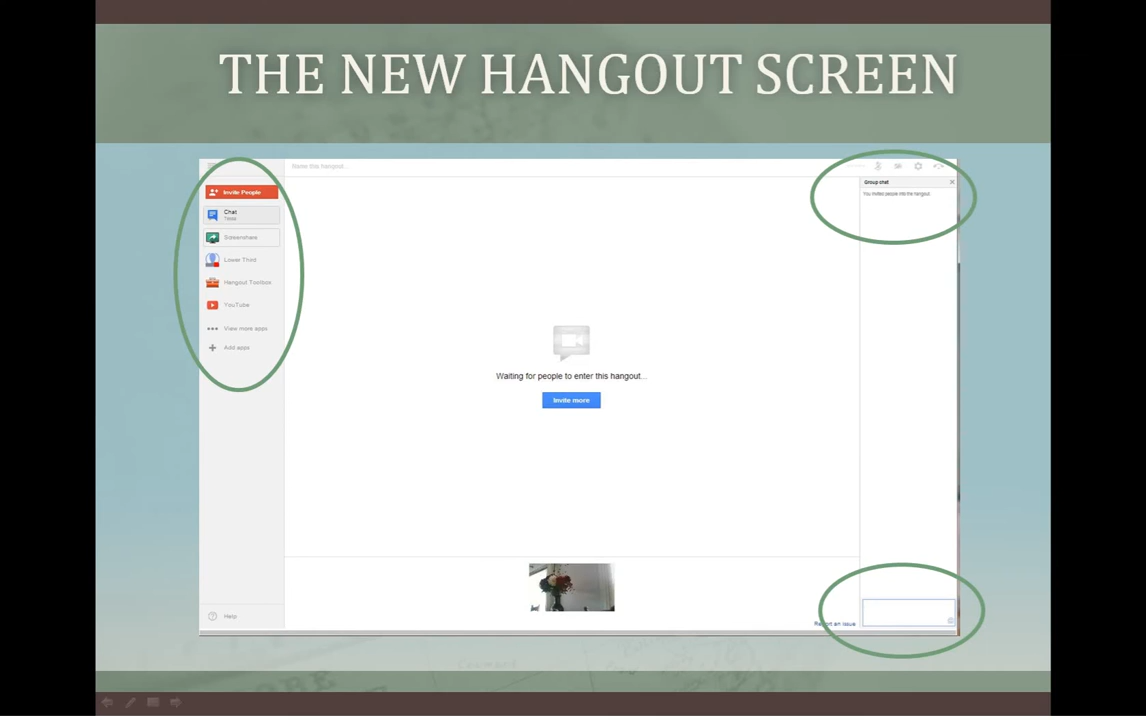 THE NEW HANGOUT SCREEN
Name this hangout...
Invite People
Chat
Screenshare
Lower Third
Hangout Toolbox
YouTube
View more apps
Add apps
Group chat
You invited people into the hangout.
Waiting for people to enter this hangout...
Invite more
Help
Report an issue